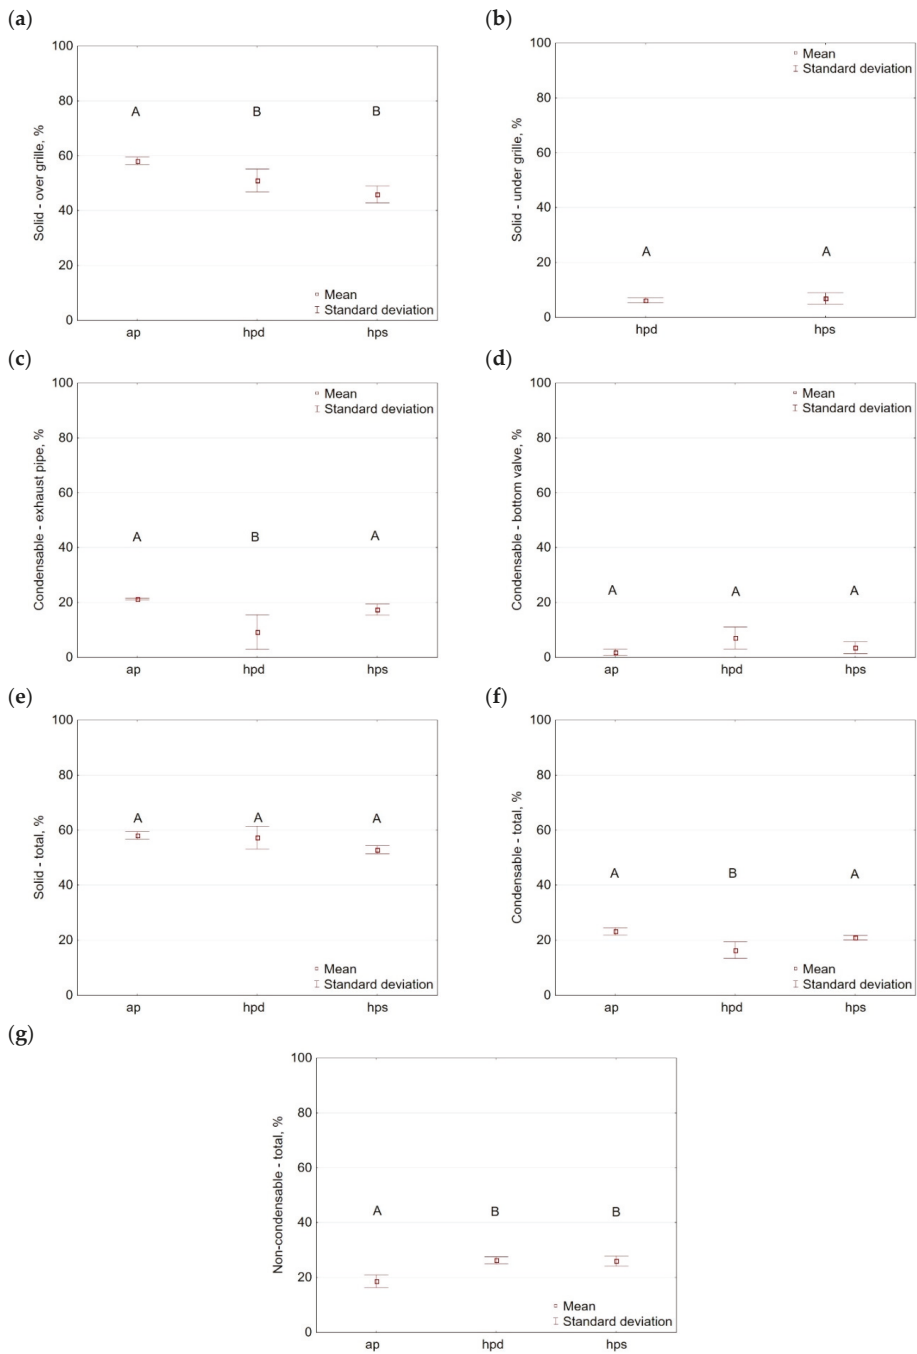 (a)
100
80
60
40
20
0
Solid - over grille, %
A B B
Mean
Standard deviation
ap hpd hps
(b)
100
80
60
40
20
0
Solid - under grille, %
Mean
Standard deviation
A A
hpd hps
(c)
100
80
60
40
20
0
Condensable - exhaust pipe, %
Mean
Standard deviation
A B A
ap hpd hps
(d)
100
80
60
40
20
0
Condensable - bottom valve, %
Mean
Standard deviation
A A A
ap hpd hps
(e)
100
80
60
40
20
0
Solid - total, %
A A A
Mean
Standard deviation
ap hpd hps
(f)
100
80
60
40
20
0
Condensable - total, %
A B A
Mean
Standard deviation
ap hpd hps
(g)
100
80
60
40
20
0
Non-condensable - total, %
A B B
Mean
Standard deviation
ap hpd hps